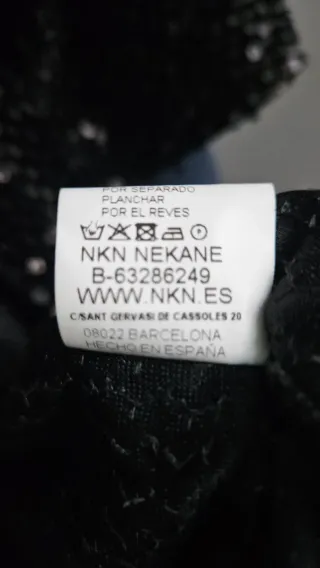 POR SEPARADO
PLANCHAR
POR EL REVES
NKN NEKANE
B-63286249
WWW.NKN.ES
C/SANT GERVASI DE CASSOLES 20
08022 BARCELONA
HECHO EN ESPAÑA